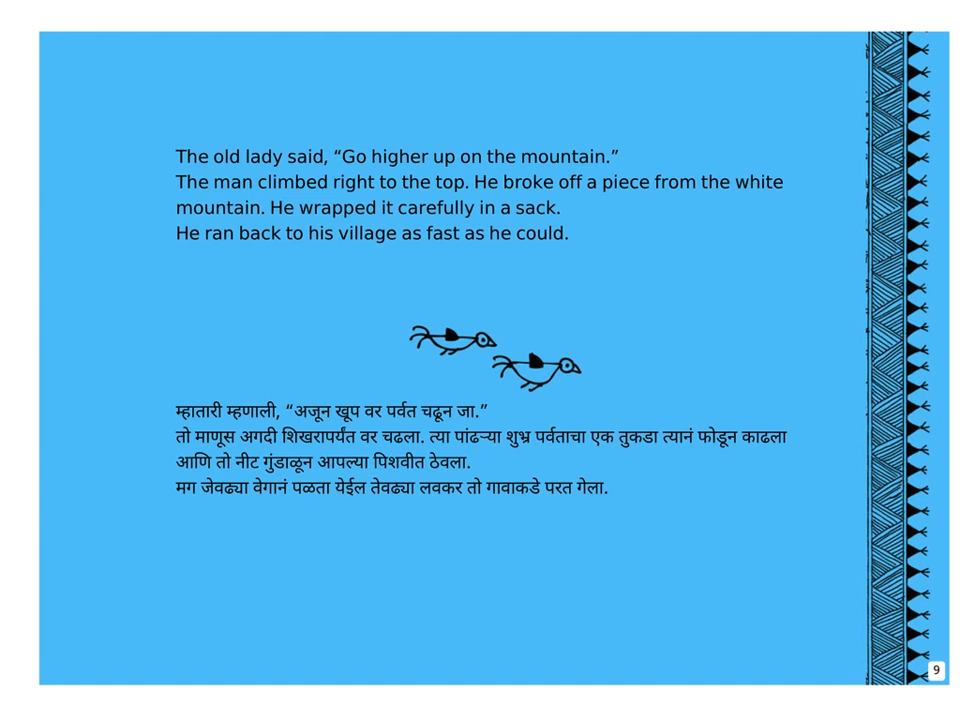 The old lady said, “Go higher up on the mountain.”
The man climbed right to the top. He broke off a piece from the white
mountain. He wrapped it carefully in a sack.
He ran back to his village as fast as he could.
म्हातारी म्हणाली, “अजून खूप वर पर्वत चढून जा.”
तो माणूस अगदी शिखरापर्यंत वर चढला. त्या पांढऱ्या शुभ्र पर्वताचा एक तुकडा त्यानं फोडून काढला
आणि तो नीट गुंडाळून आपल्या पिशवीत ठेवला.
मग जेवढ्या वेगानं पळता येईल तेवढ्या लवकर तो गावाकडे परत गेला.
9